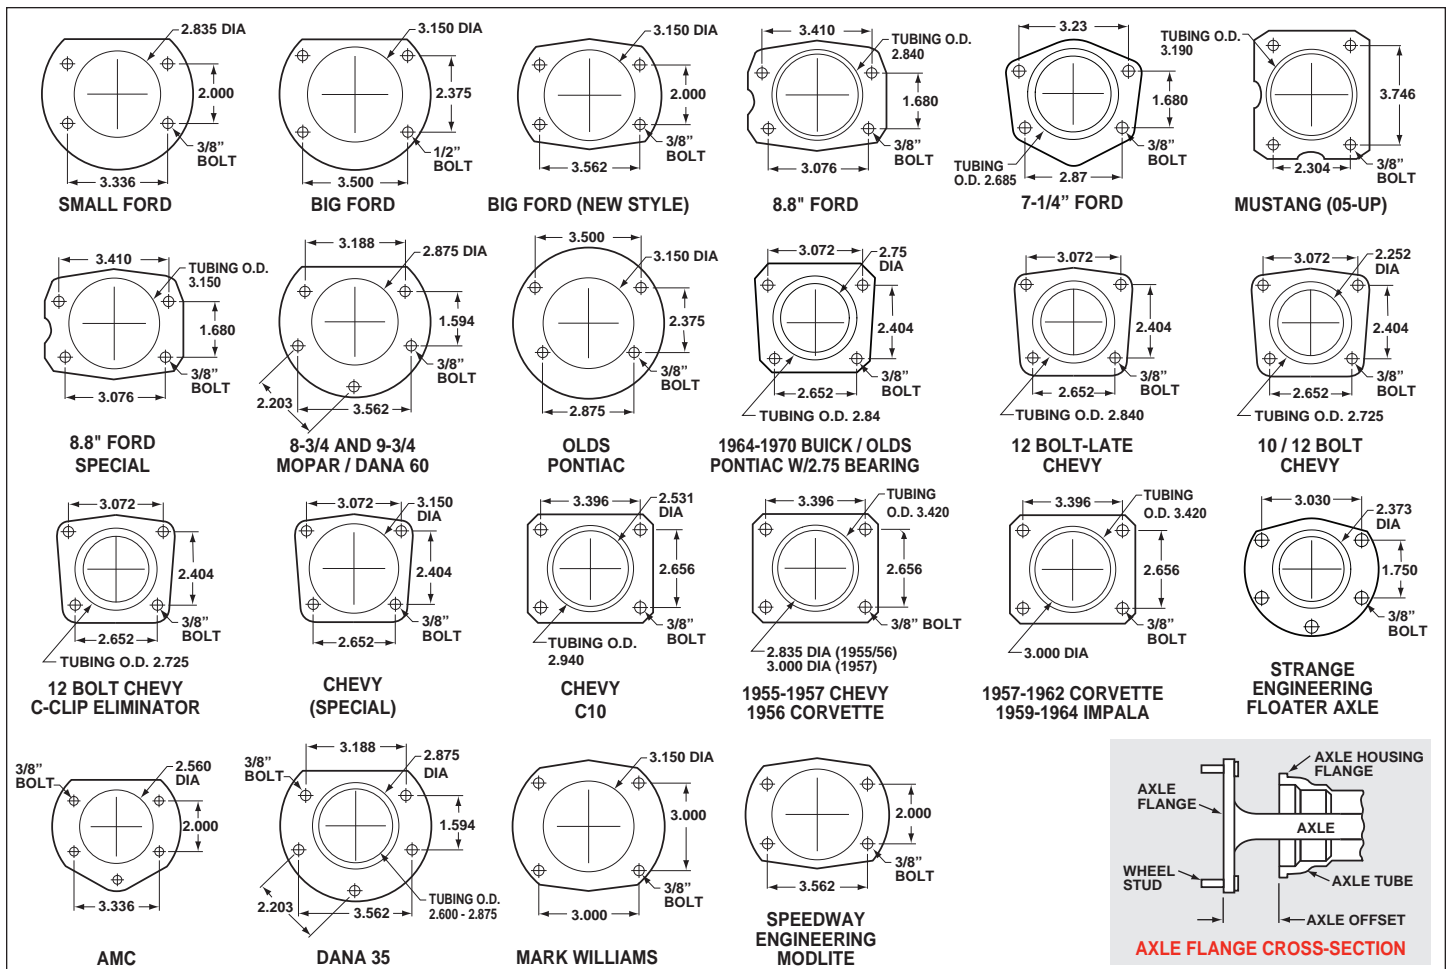 2.835 DIA
2.000
3/8”
BOLT
3.336
SMALL FORD
3.150 DIA
2.375
1/2”
BOLT
3.500
BIG FORD
3.150 DIA
2.000
3/8”
BOLT
3.562
BIG FORD (NEW STYLE)
3.410
TUBING O.D.
2.840
1.680
3/8”
BOLT
3.076
8.8" FORD
3.23
1.680
3/8”
BOLT
TUBING
O.D. 2.685
2.87
7-1/4” FORD
TUBING O.D.
3.190
3.746
3/8”
BOLT
2.304
MUSTANG (05-UP)
3.410
TUBING O.D.
3.150
1.680
3/8”
BOLT
3.076
8.8" FORD
SPECIAL
3.188
2.875 DIA
1.594
3/8”
BOLT
2.203
3.562
8-3/4 AND 9-3/4
MOPAR / DANA 60
3.500
3.150 DIA
2.375
3/8”
BOLT
2.875
OLDS
PONTIAC
3.072
2.75
DIA
2.404
3/8”
BOLT
2.652
TUBING O.D. 2.84
1964-1970 BUICK / OLDS
PONTIAC W/2.75 BEARING
3.072
2.404
3/8”
BOLT
2.652
TUBING O.D. 2.840
12 BOLT-LATE
CHEVY
3.072
2.252
DIA
2.404
3/8”
BOLT
2.652
TUBING O.D. 2.725
10 / 12 BOLT
CHEVY
3.072
2.404
3/8”
BOLT
2.652
TUBING O.D. 2.725
12 BOLT CHEVY
C-CLIP ELIMINATOR
3.072
3.150
DIA
2.404
3/8”
BOLT
2.652
CHEVY
(SPECIAL)
3.396
2.531
DIA
2.656
3/8”
BOLT
TUBING O.D.
2.940
CHEVY
C10
3.396
TUBING
O.D. 3.420
2.656
3/8” BOLT
2.835 DIA (1955/56)
3.000 DIA (1957)
1955-1957 CHEVY
1956 CORVETTE
3.396
TUBING
O.D. 3.420
2.656
3/8”
BOLT
3.000 DIA
1957-1962 CORVETTE
1959-1964 IMPALA
3.030
2.373
DIA
1.750
3/8”
BOLT
STRANGE
ENGINEERING
FLOATER AXLE
3/8”
BOLT
2.560
DIA
2.000
3.336
AMC
3.188
3/8”
BOLT
2.875
DIA
1.594
2.203
3.562
TUBING O.D.
2.600 - 2.875
DANA 35
3.150 DIA
3.000
3/8”
BOLT
3.000
MARK WILLIAMS
2.000
3/8”
BOLT
3.562
SPEEDWAY
ENGINEERING
MODLITE
AXLE HOUSING
FLANGE
AXLE
FLANGE
AXLE
WHEEL
STUD
AXLE TUBE
AXLE OFFSET
AXLE FLANGE CROSS-SECTION